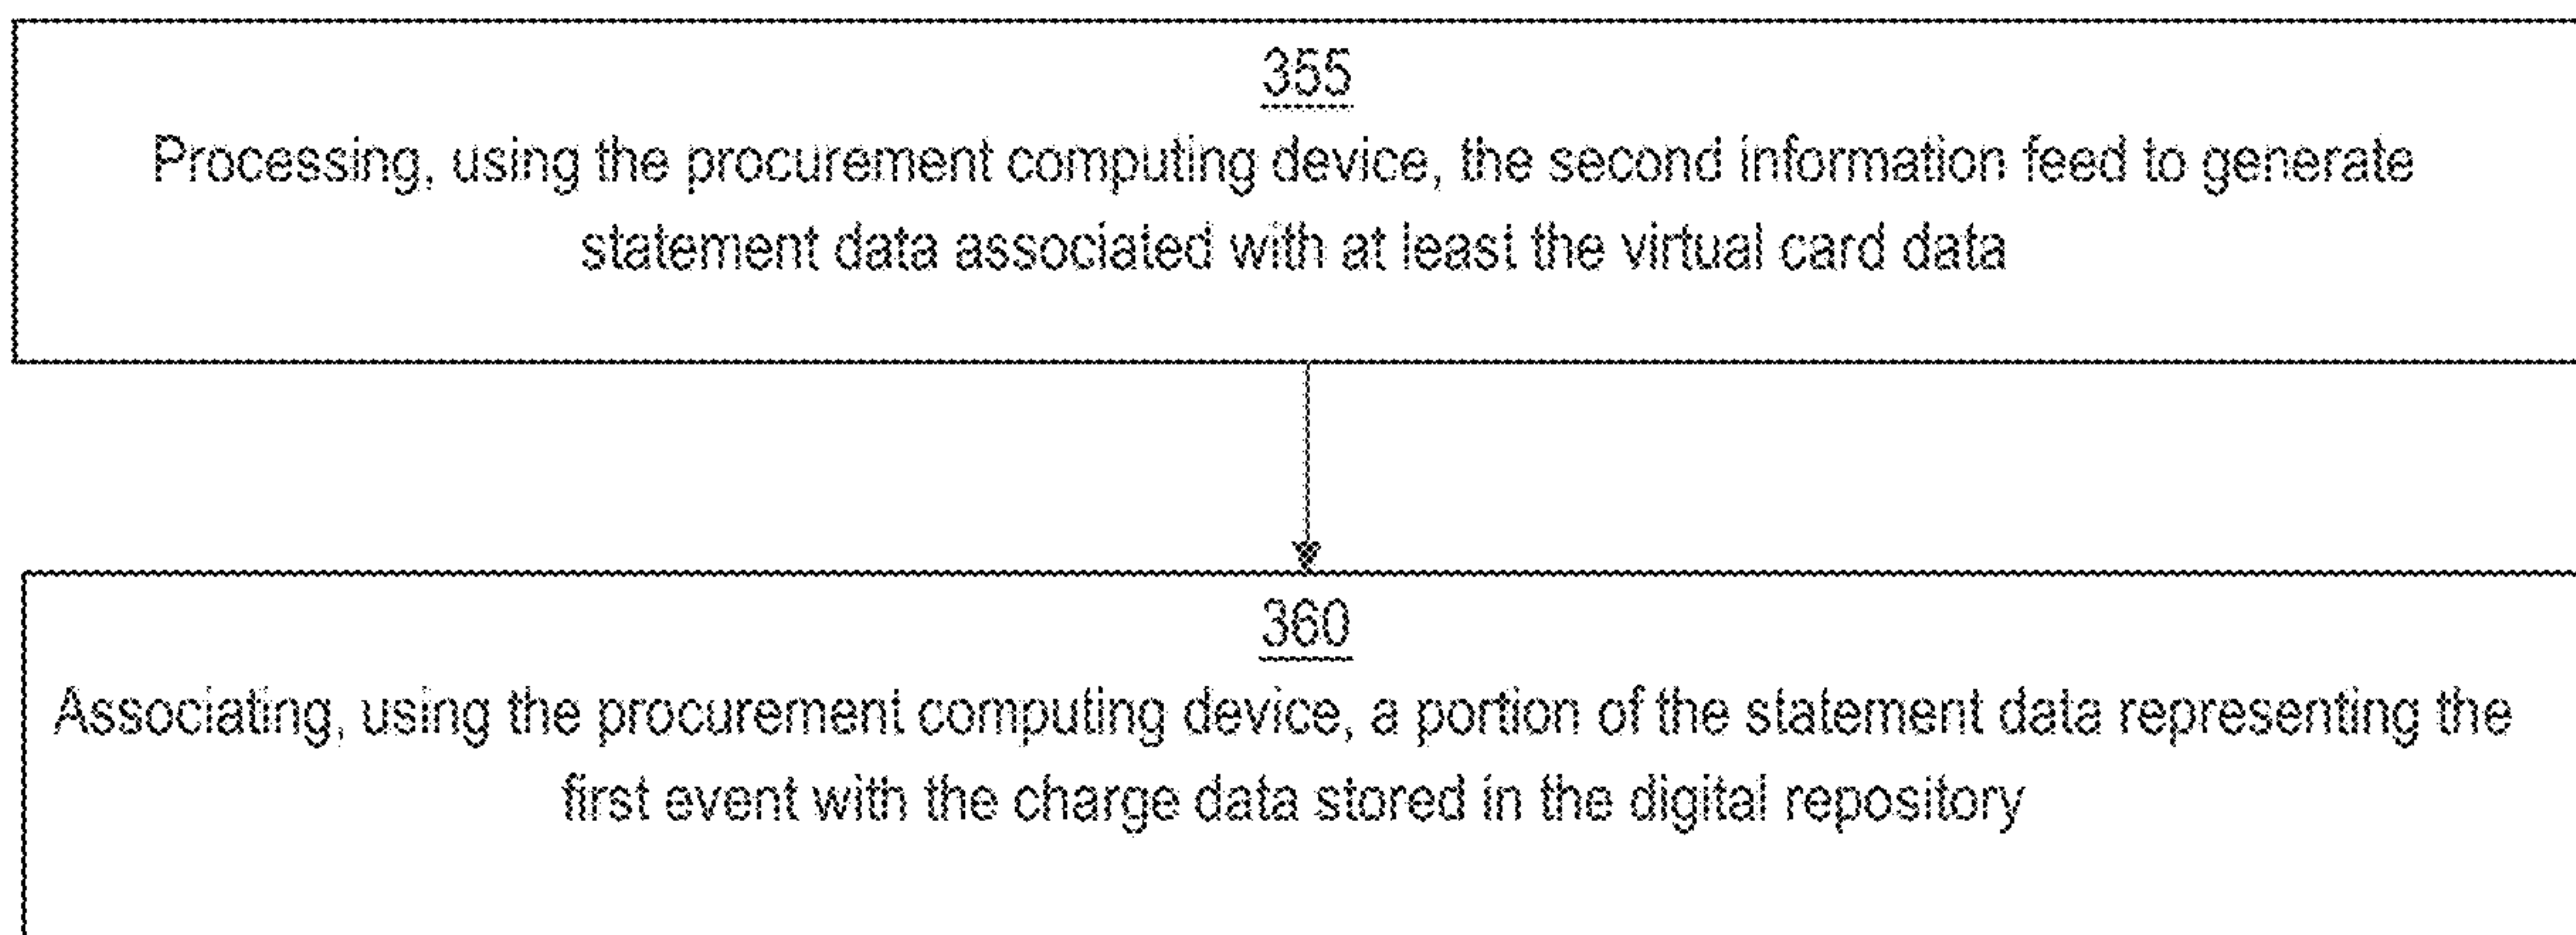 355
Processing, using the procurement computing device, the second information feed to generate
statement data associated with at least the virtual card data
360
Associating, using the procurement computing device, a portion of the statement data representing the
first event with the charge data stored in the digital repository